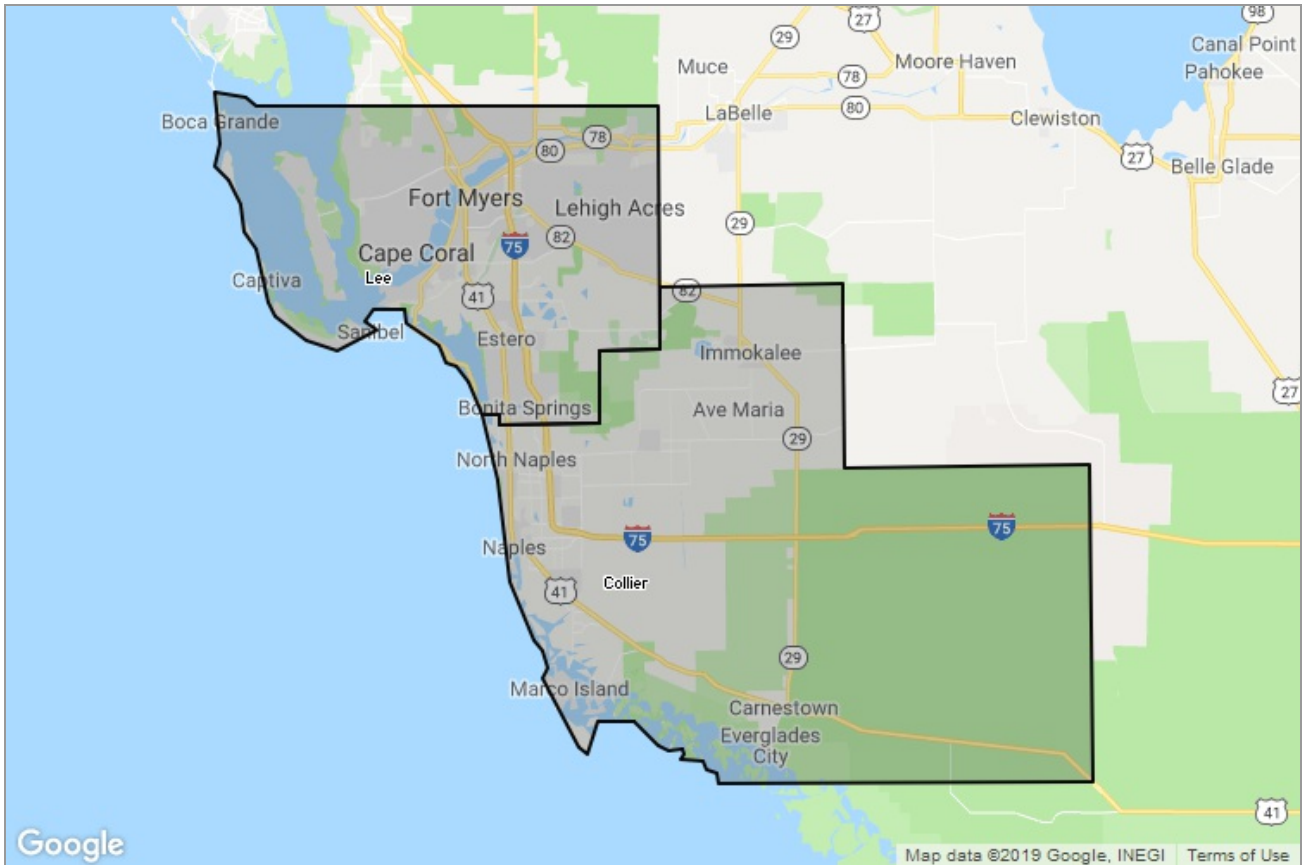 98
27
29
Canal Point
Muce
Moore Haven
Pahokee
78
80
LaBelle
Clewiston
Boca Grande
78
80
27
Belle Glade
Fort Myers
Lehigh Acres
29
82
75
Cape Coral
Lee
Captiva
41
82
Sanibel
Estero
Immokalee
27
Bonita Springs
Ave Maria
29
North Naples
75
75
Naples
Collier
41
29
Marco Island
Carnestown
Everglades
City
41
Google
Map data ©2019 Google, INEGI
Terms of Use